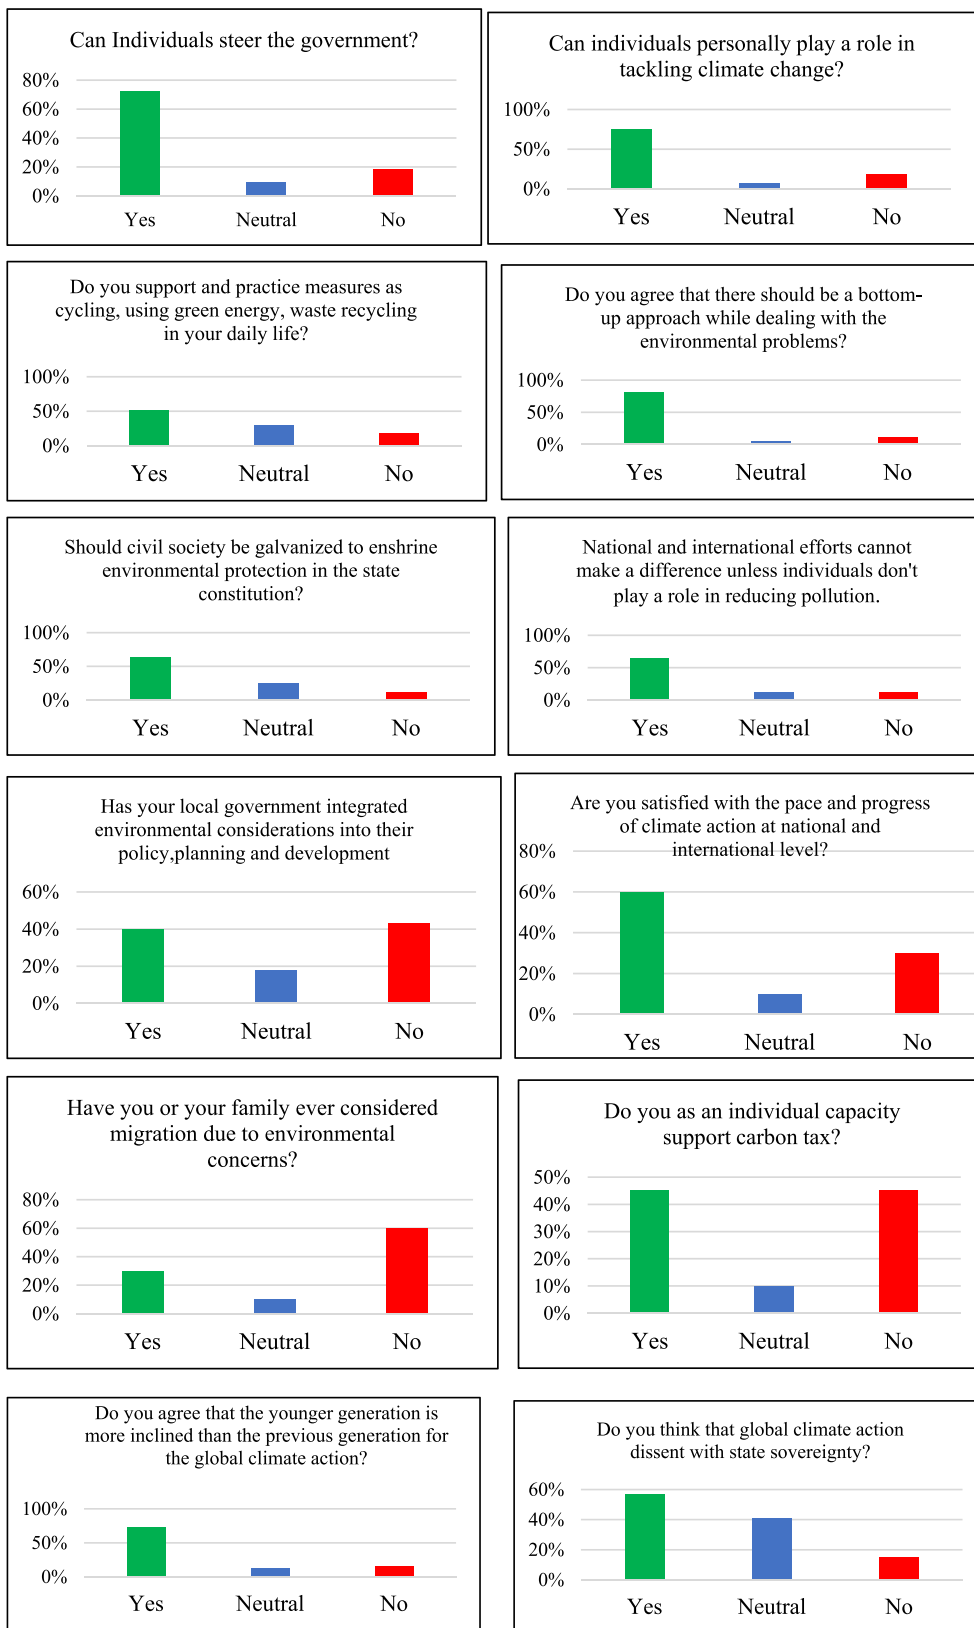 Can Individuals steer the government?
80%
60%
40%
20%
0%
Yes Neutral No
Can individuals personally play a role in
tackling climate change?
100%
50%
0%
Yes Neutral No
Do you support and practice measures as
cycling, using green energy, waste recycling
in your daily life?
100%
50%
0%
Yes Neutral No
Do you agree that there should be a bottom-
up approach while dealing with the
environmental problems?
100%
50%
0%
Yes Neutral No
Should civil society be galvanized to enshrine
environmental protection in the state
constitution?
100%
50%
0%
Yes Neutral No
National and international efforts cannot
make a difference unless individuals don't
play a role in reducing pollution.
100%
50%
0%
Yes Neutral No
Has your local government integrated
environmental considerations into their
policy,planning and development
60%
40%
20%
0%
Yes Neutral No
Are you satisfied with the pace and progress
of climate action at national and
international level?
80%
60%
40%
20%
0%
Yes Neutral No
Have you or your family ever considered
migration due to environmental
concerns?
80%
60%
40%
20%
0%
Yes Neutral No
Do you as an individual capacity
support carbon tax?
50%
40%
30%
20%
10%
0%
Yes Neutral No
Do you agree that the younger generation is
more inclined than the previous generation for
the global climate action?
100%
50%
0%
Yes Neutral No
Do you think that global climate action
dissent with state sovereignty?
60%
40%
20%
0%
Yes Neutral No